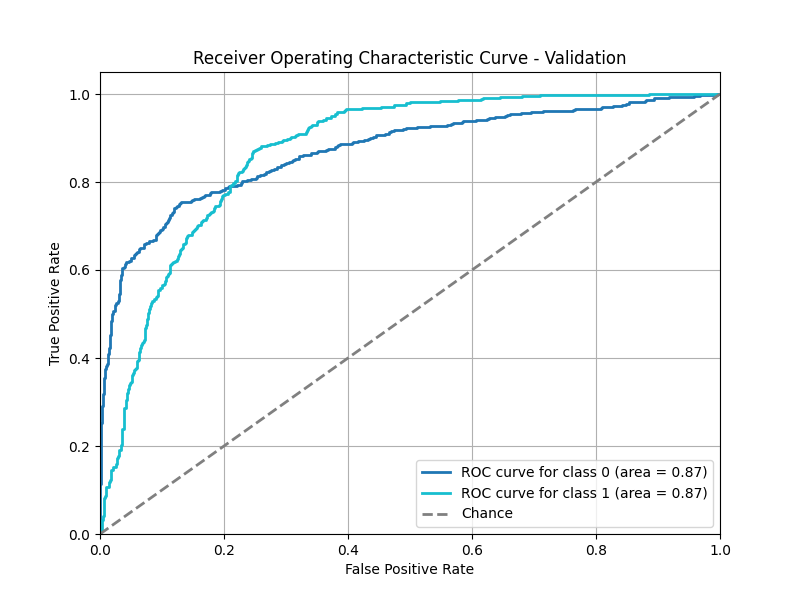 Receiver Operating Characteristic Curve - Validation
True Positive Rate
1.0
0.8
0.6
0.4
0.2
0.0
ROC curve for class 0 (area = 0.87)
ROC curve for class 1 (area = 0.87)
Chance
0.0 0.2 0.4 0.6 0.8 1.0
False Positive Rate